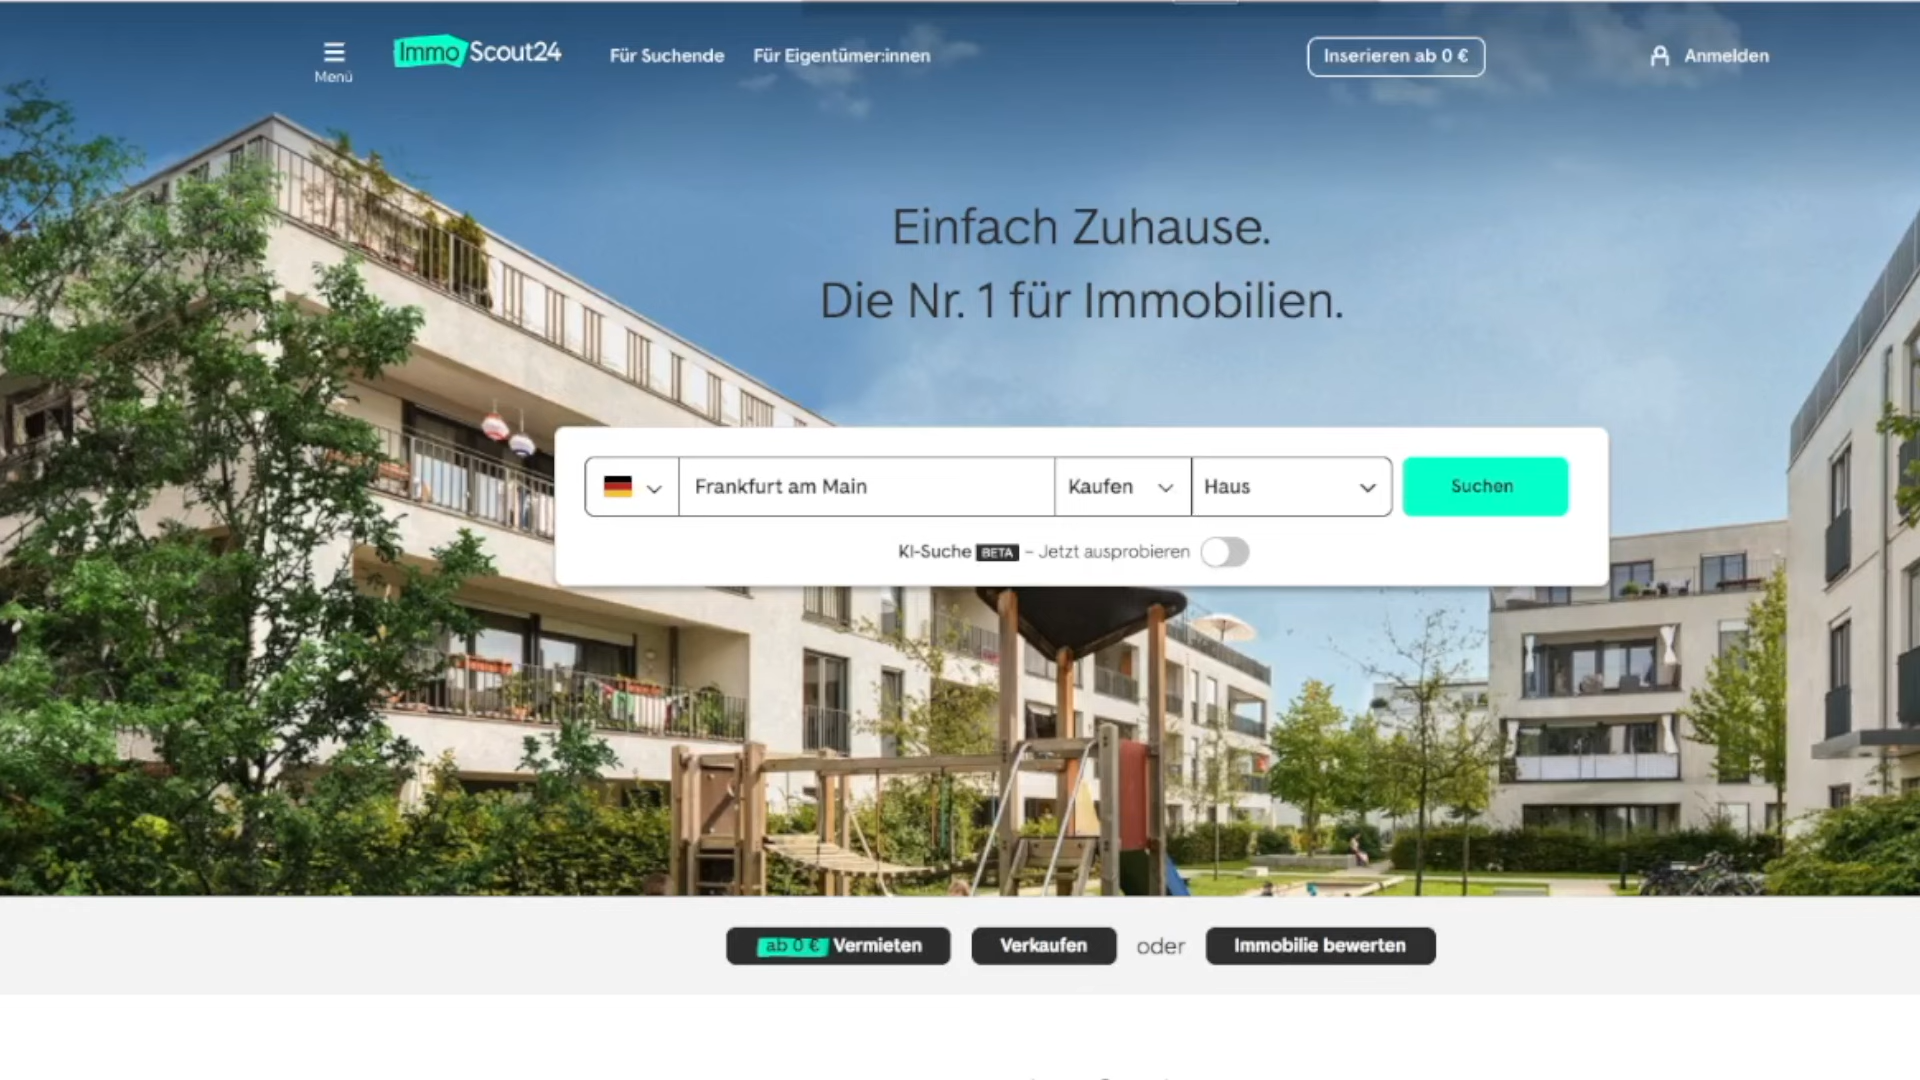 Menü
ImmoScout24
Für Suchende
Für Eigentümer:innen
Inserieren ab 0 €
Anmelden
Einfach Zuhause.
Die Nr. 1 für Immobilien.
Frankfurt am Main
Kaufen
Haus
Suchen
KI-Suche BETA – Jetzt ausprobieren
ab 0 € Vermieten
Verkaufen
oder
Immobilie bewerten